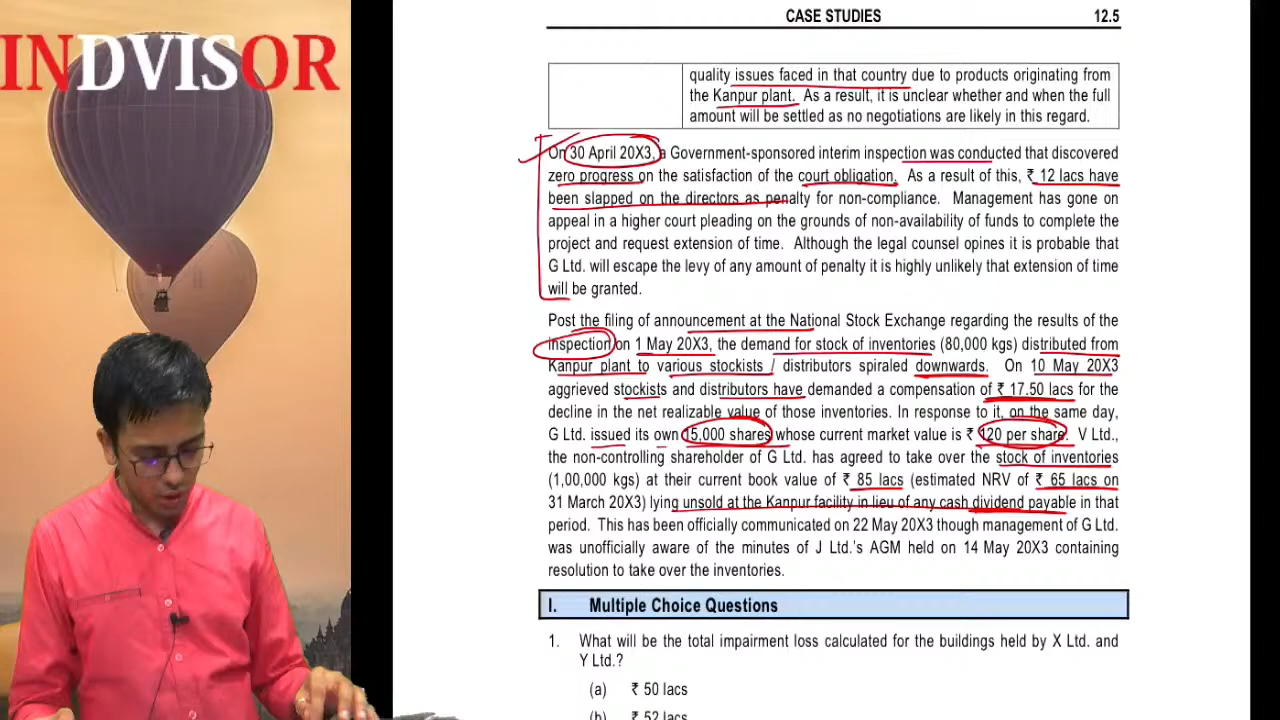 INDVISOR
CASE STUDIES 12.5
quality issues faced in that country due to products originating from
the Kanpur plant. As a result, it is unclear whether and when the full
amount will be settled as no negotiations are likely in this regard.
On 30 April 20X3, a Government-sponsored interim inspection was conducted that discovered
zero progress on the satisfaction of the court obligation. As a result of this, ₹ 12 lacs have
been slapped on the directors as penalty for non-compliance. Management has gone on
appeal in a higher court pleading on the grounds of non-availability of funds to complete the
project and request extension of time. Although the legal counsel opines it is probable that
G Ltd. will escape the levy of any amount of penalty it is highly unlikely that extension of time
will be granted.
Post the filing of announcement at the National Stock Exchange regarding the results of the
inspection on 1 May 20X3, the demand for stock of inventories (80,000 kgs) distributed from
Kanpur plant to various stockists / distributors spiraled downwards. On 10 May 20X3
aggrieved stockists and distributors have demanded a compensation of ₹ 17.50 lacs for the
decline in the net realizable value of those inventories. In response to it, on the same day,
G Ltd. issued its own 15,000 shares whose current market value is ₹ 120 per share. V Ltd.,
the non-controlling shareholder of G Ltd. has agreed to take over the stock of inventories
(1,00,000 kgs) at their current book value of ₹ 85 lacs (estimated NRV of ₹ 65 lacs on
31 March 20X3) lying unsold at the Kanpur facility in lieu of any cash dividend payable in that
period. This has been officially communicated on 22 May 20X3 though management of G Ltd.
was unofficially aware of the minutes of J Ltd.'s AGM held on 14 May 20X3 containing
resolution to take over the inventories.
I. Multiple Choice Questions
1. What will be the total impairment loss calculated for the buildings held by X Ltd. and
Y Ltd.?
(a) ₹ 50 lacs
(b) ₹ 52 lacs